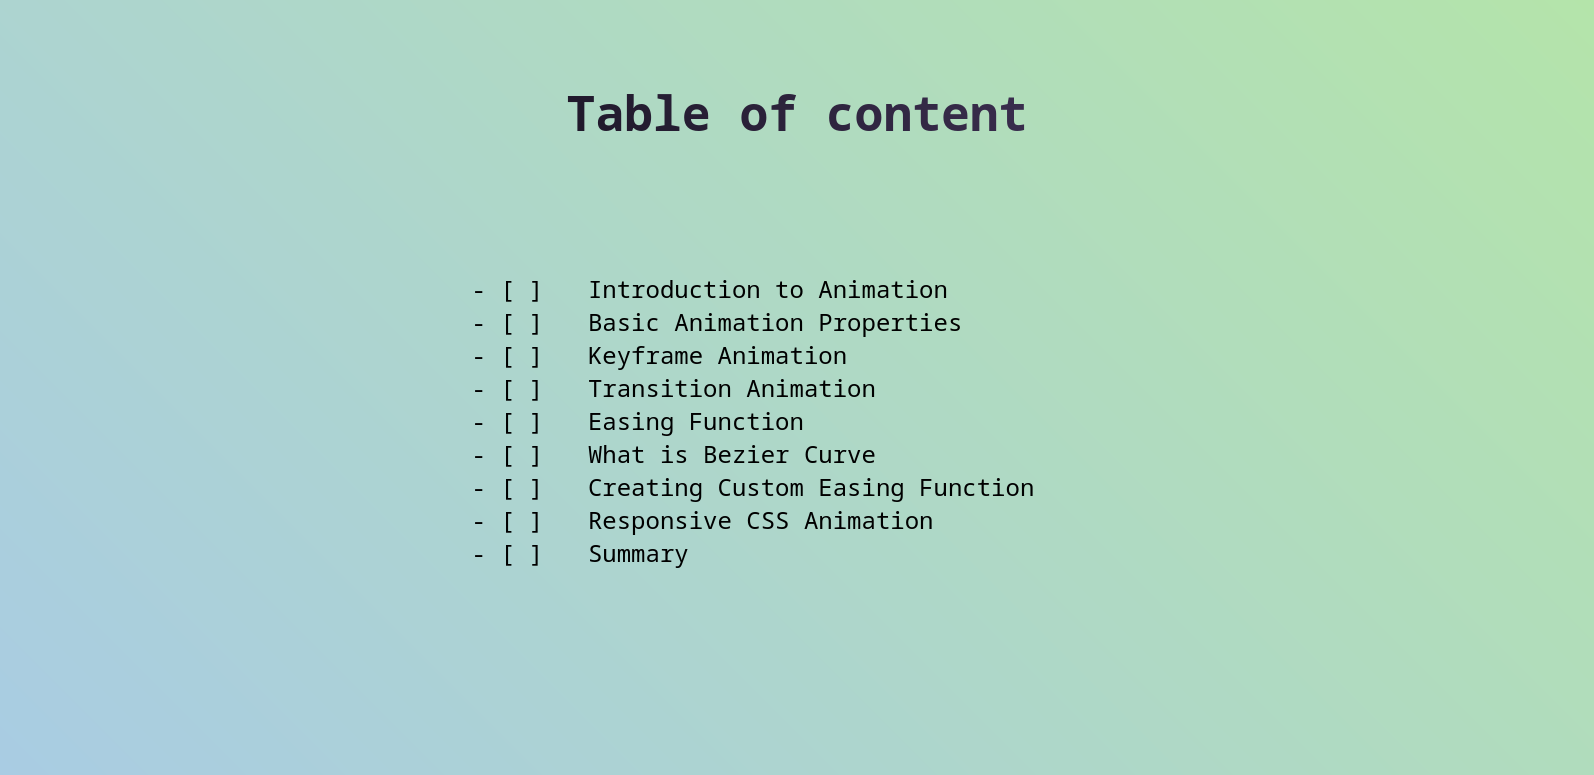 Table of content
- [ ] Introduction to Animation
- [ ] Basic Animation Properties
- [ ] Keyframe Animation
- [ ] Transition Animation
- [ ] Easing Function
- [ ] What is Bezier Curve
- [ ] Creating Custom Easing Function
- [ ] Responsive CSS Animation
- [ ] Summary